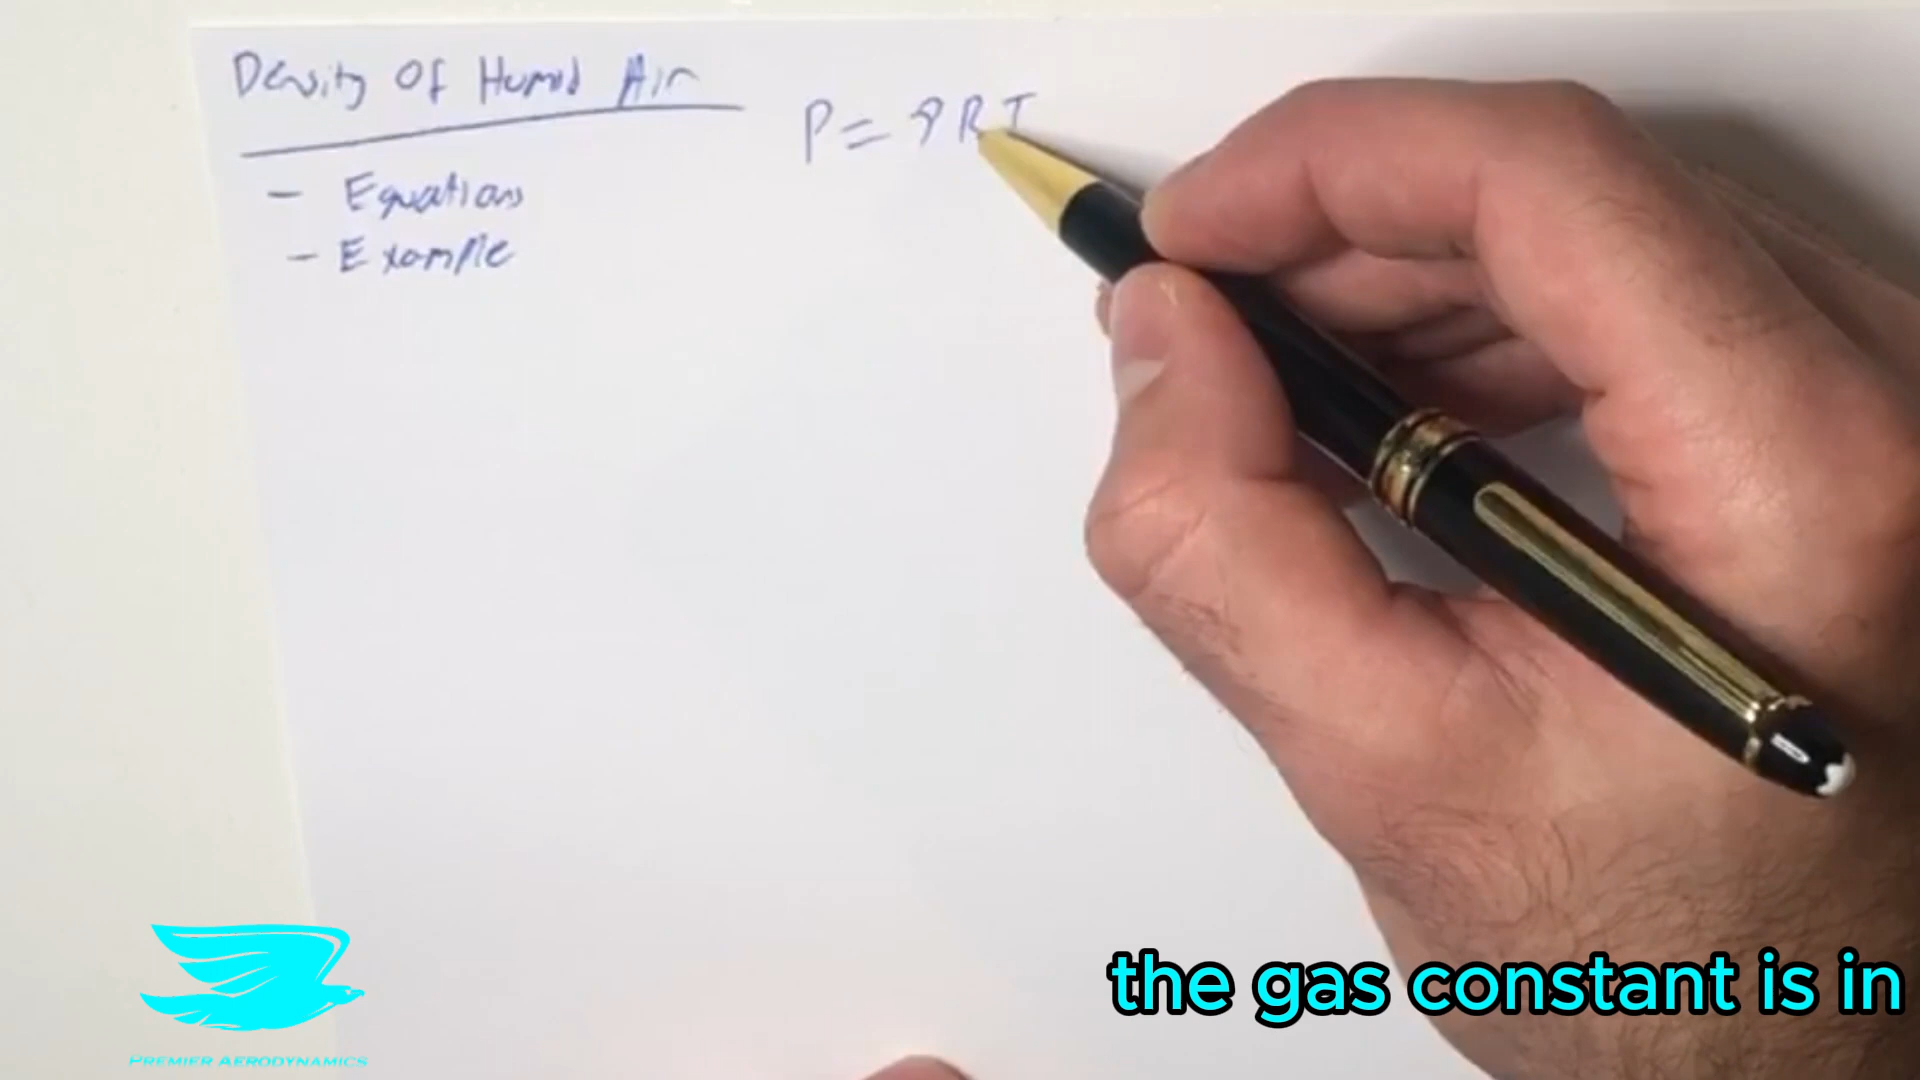 Density Of Humid Air
P = ρRT
- Equations
- Example
the gas constant is in
PREMIER AERODYNAMICS